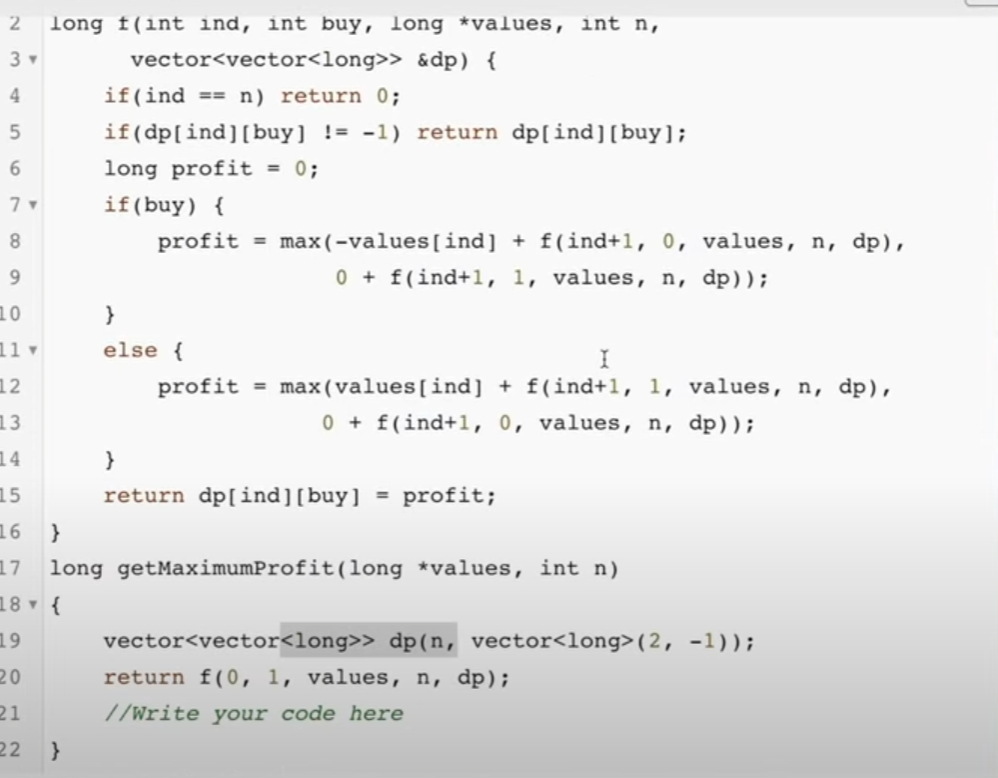 2 long f(int ind, int buy, long *values, int n,
3 vector<vector<long>> &dp) {
4 if(ind == n) return 0;
5 if(dp[ind][buy] != -1) return dp[ind][buy];
6 long profit = 0;
7 if(buy) {
8 profit = max(-values[ind] + f(ind+1, 0, values, n, dp),
9 0 + f(ind+1, 1, values, n, dp));
10 }
11 else {
12 profit = max(values[ind] + f(ind+1, 1, values, n, dp),
13 0 + f(ind+1, 0, values, n, dp));
14 }
15 return dp[ind][buy] = profit;
16 }
17 long getMaximumProfit(long *values, int n)
18 {
19 vector<vector<long>> dp(n, vector<long>(2, -1));
20 return f(0, 1, values, n, dp);
21 //Write your code here
22 }